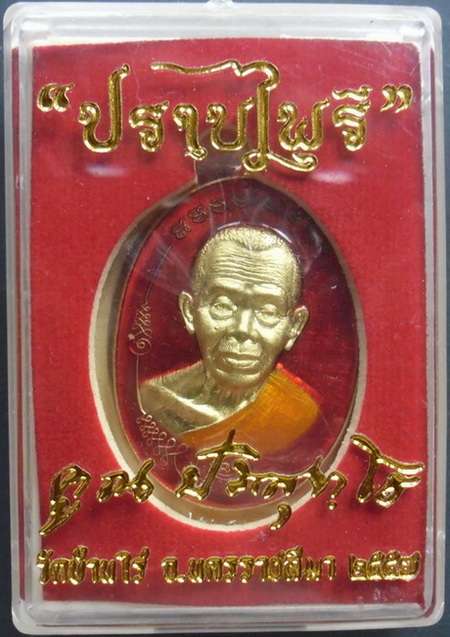 “ปราบไพรี”
คูณ ปริสุทฺโธ
วัดบ้านไร่ จ.นครราชสีมา ๒๕๕๗